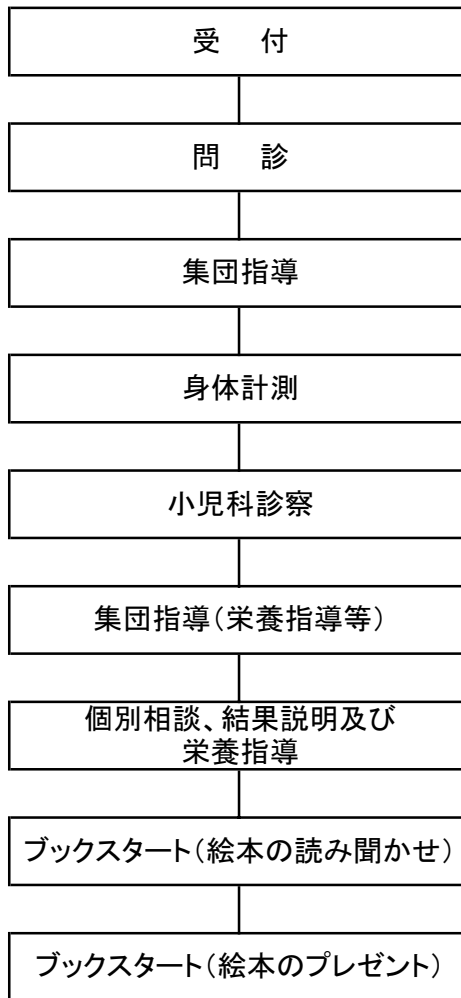 受　付
問　診
集団指導
身体計測
小児科診察
集団指導（栄養指導等）
個別相談、結果説明及び
栄養指導
ブックスタート（絵本の読み聞かせ）
ブックスタート（絵本のプレゼント）